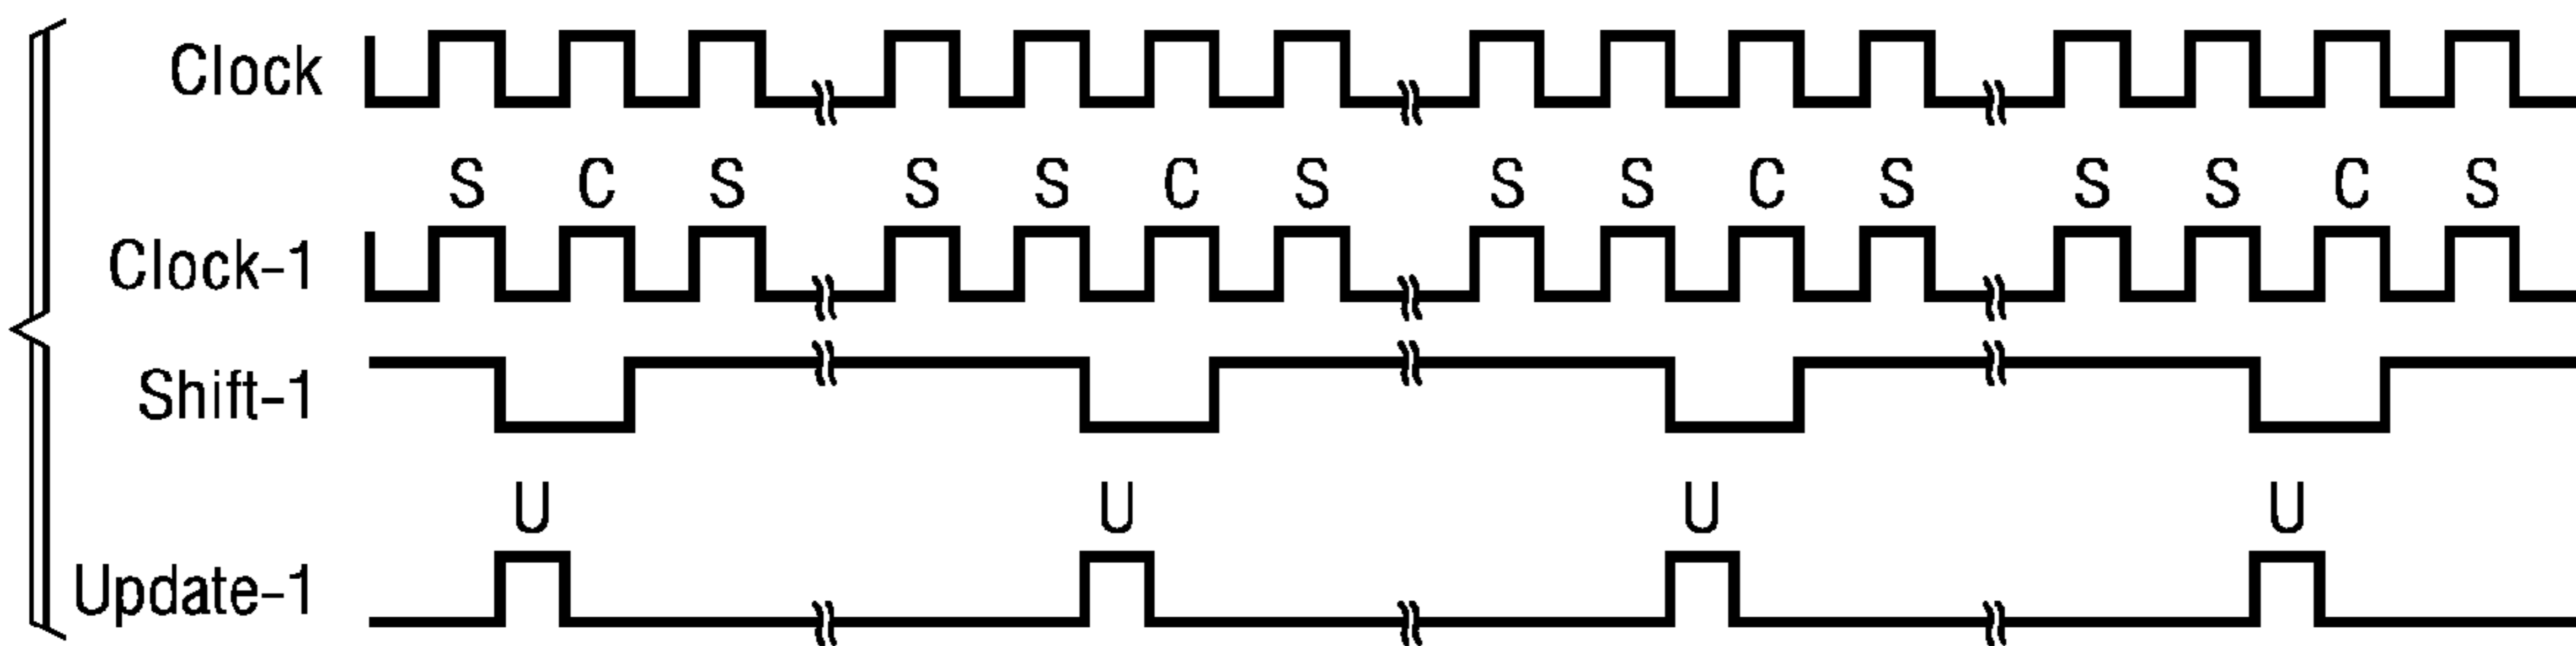 Clock
S C S S S C S S S C S S S C S
Clock-1
Shift-1
U U U U
Update-1